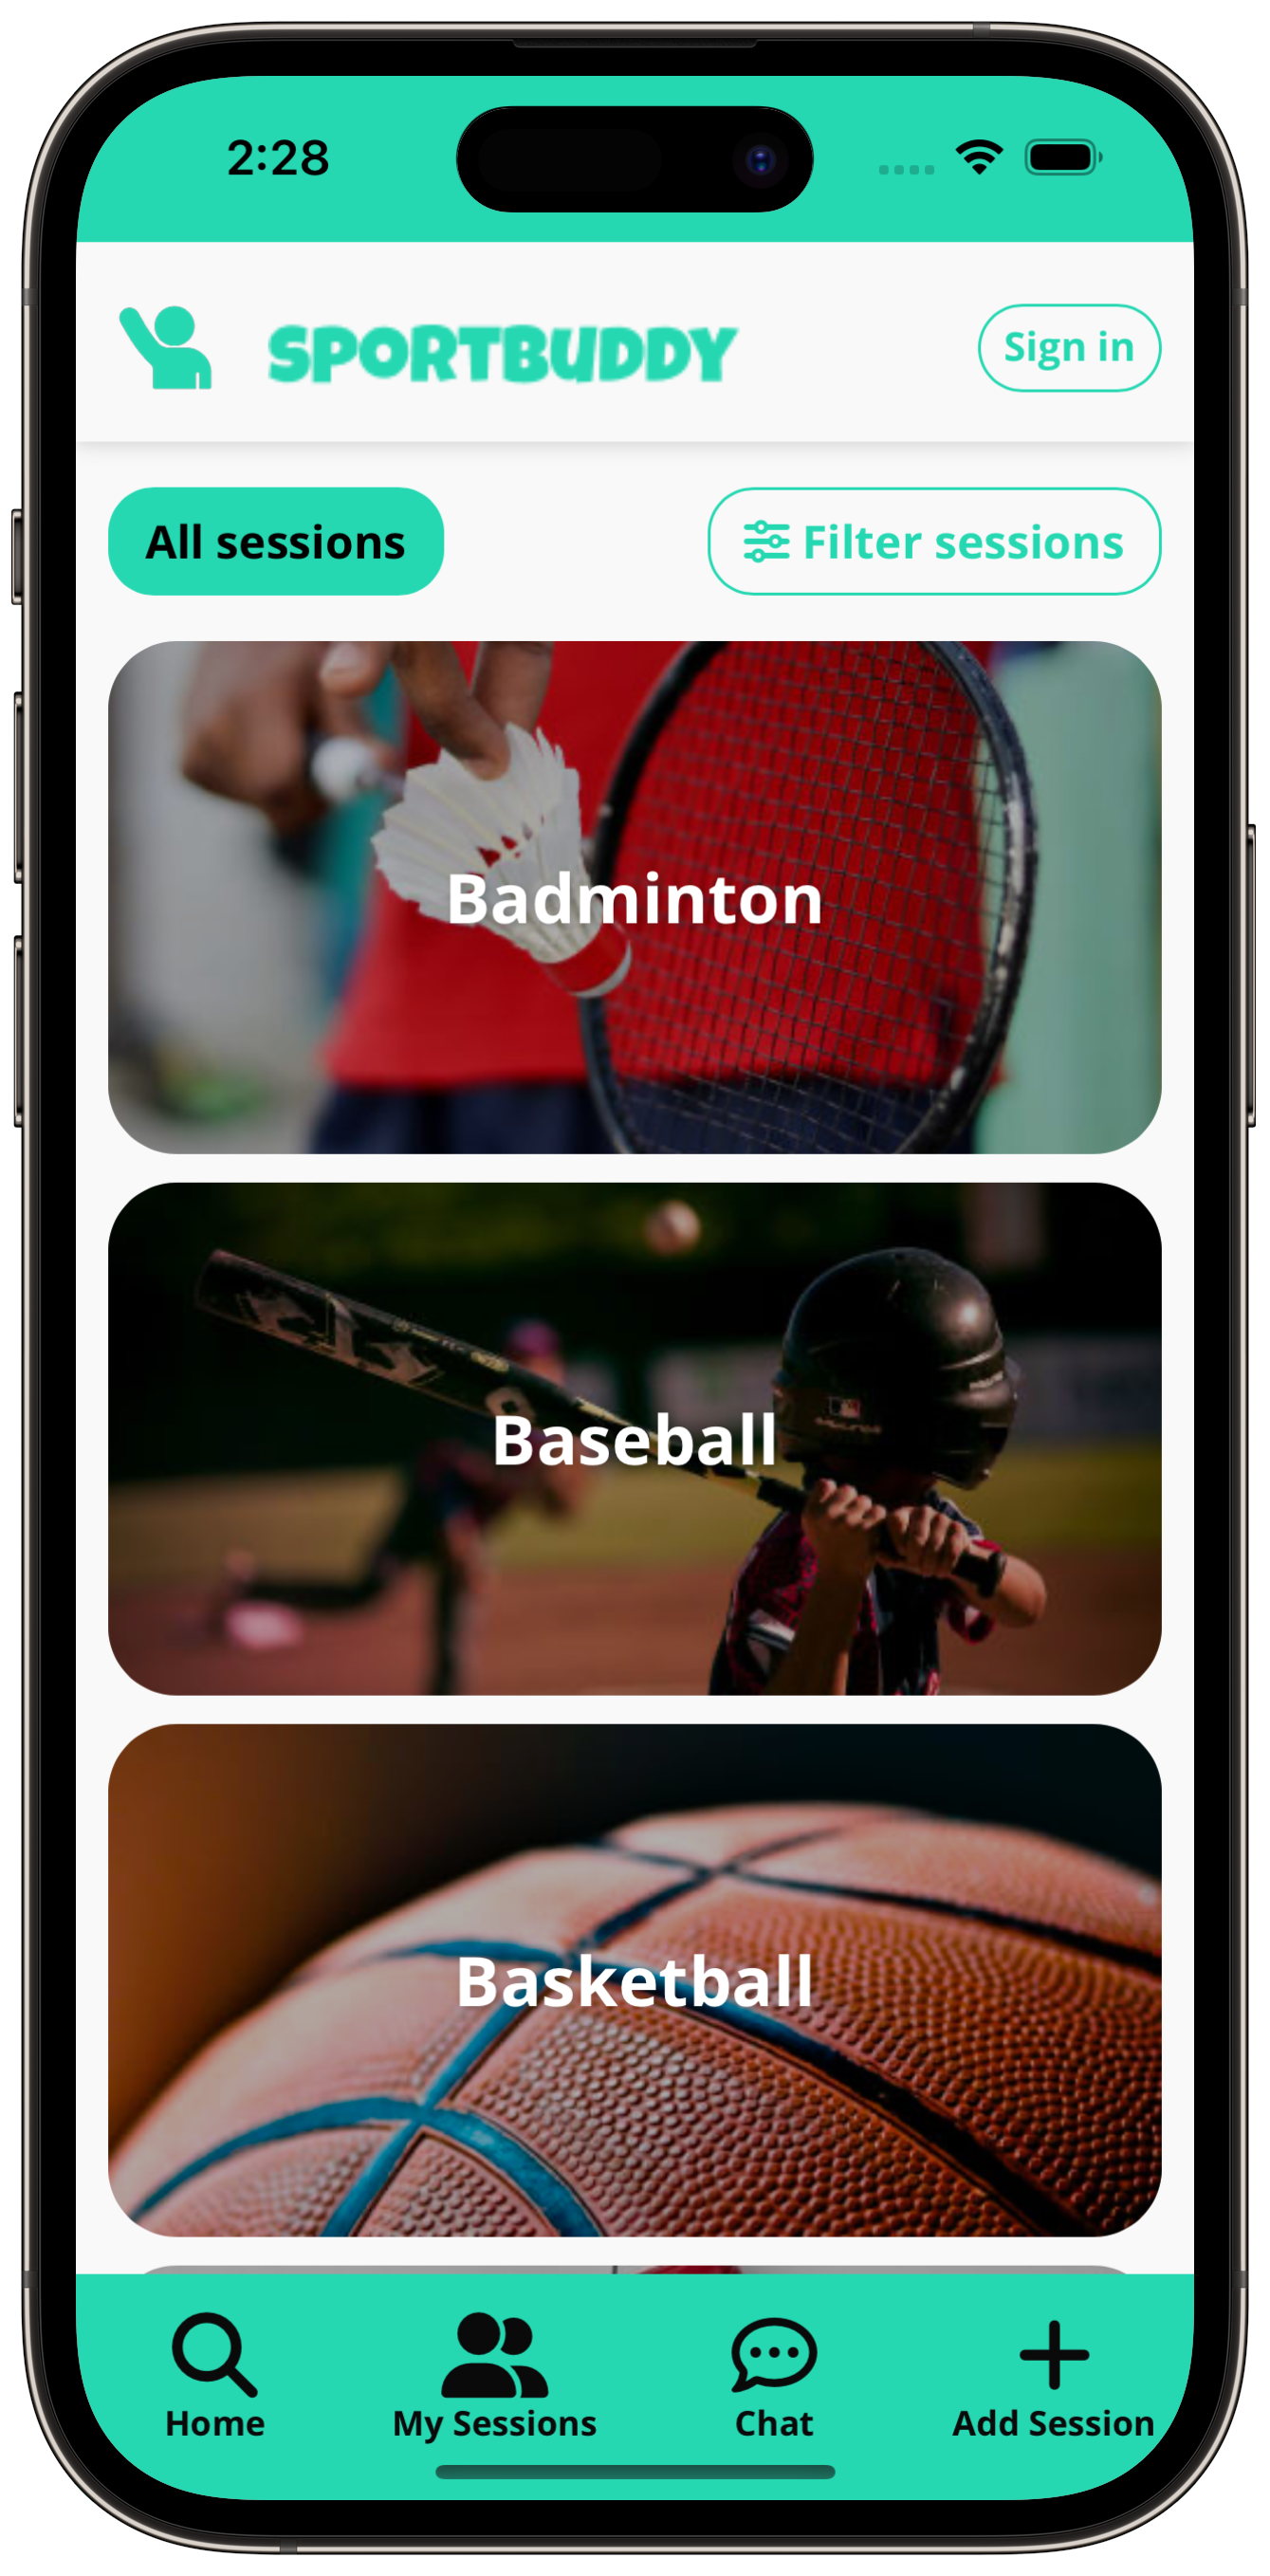 2:28
SPORTBUDDY
Sign in
All sessions
Filter sessions
Badminton
Baseball
Basketball
Home
My Sessions
Chat
Add Session